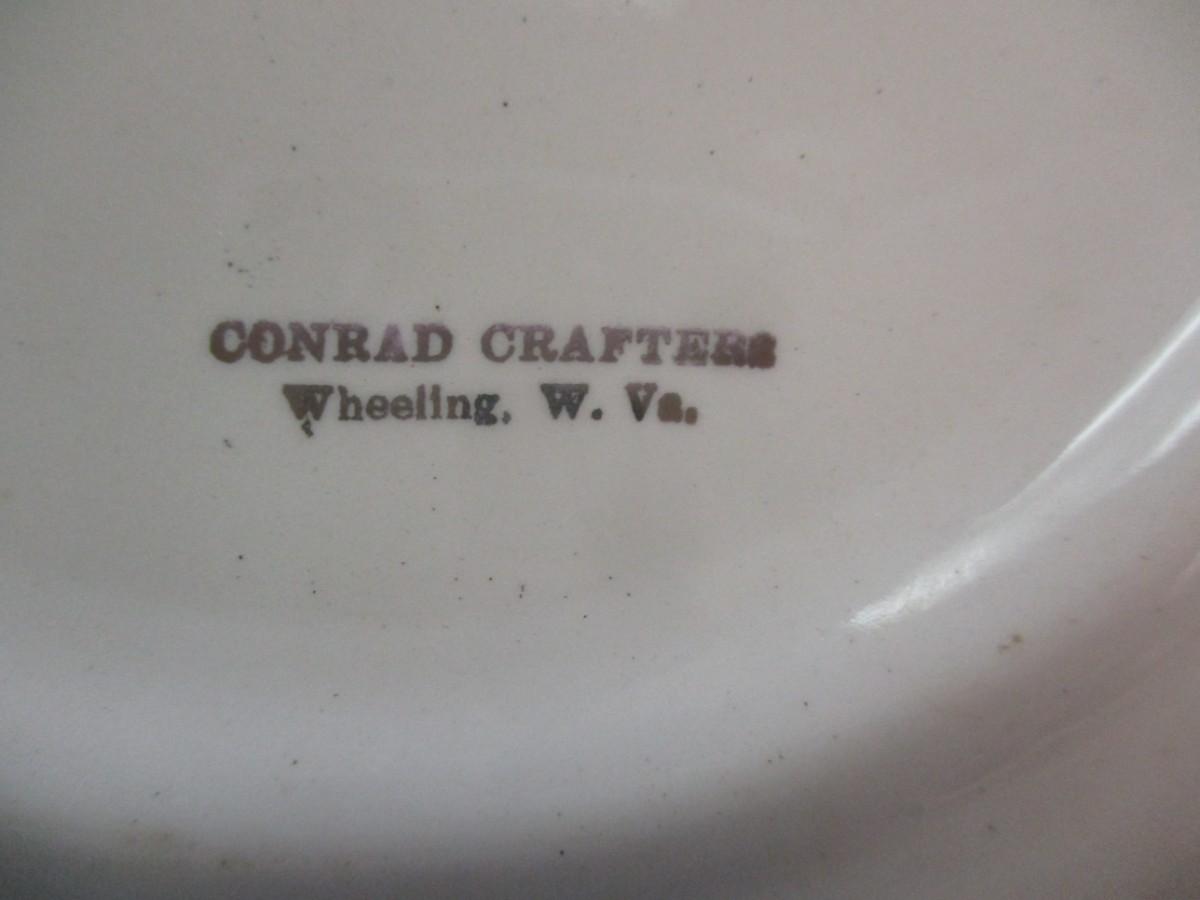 CONRAD CRAFTERS
Wheeling, W. Va.